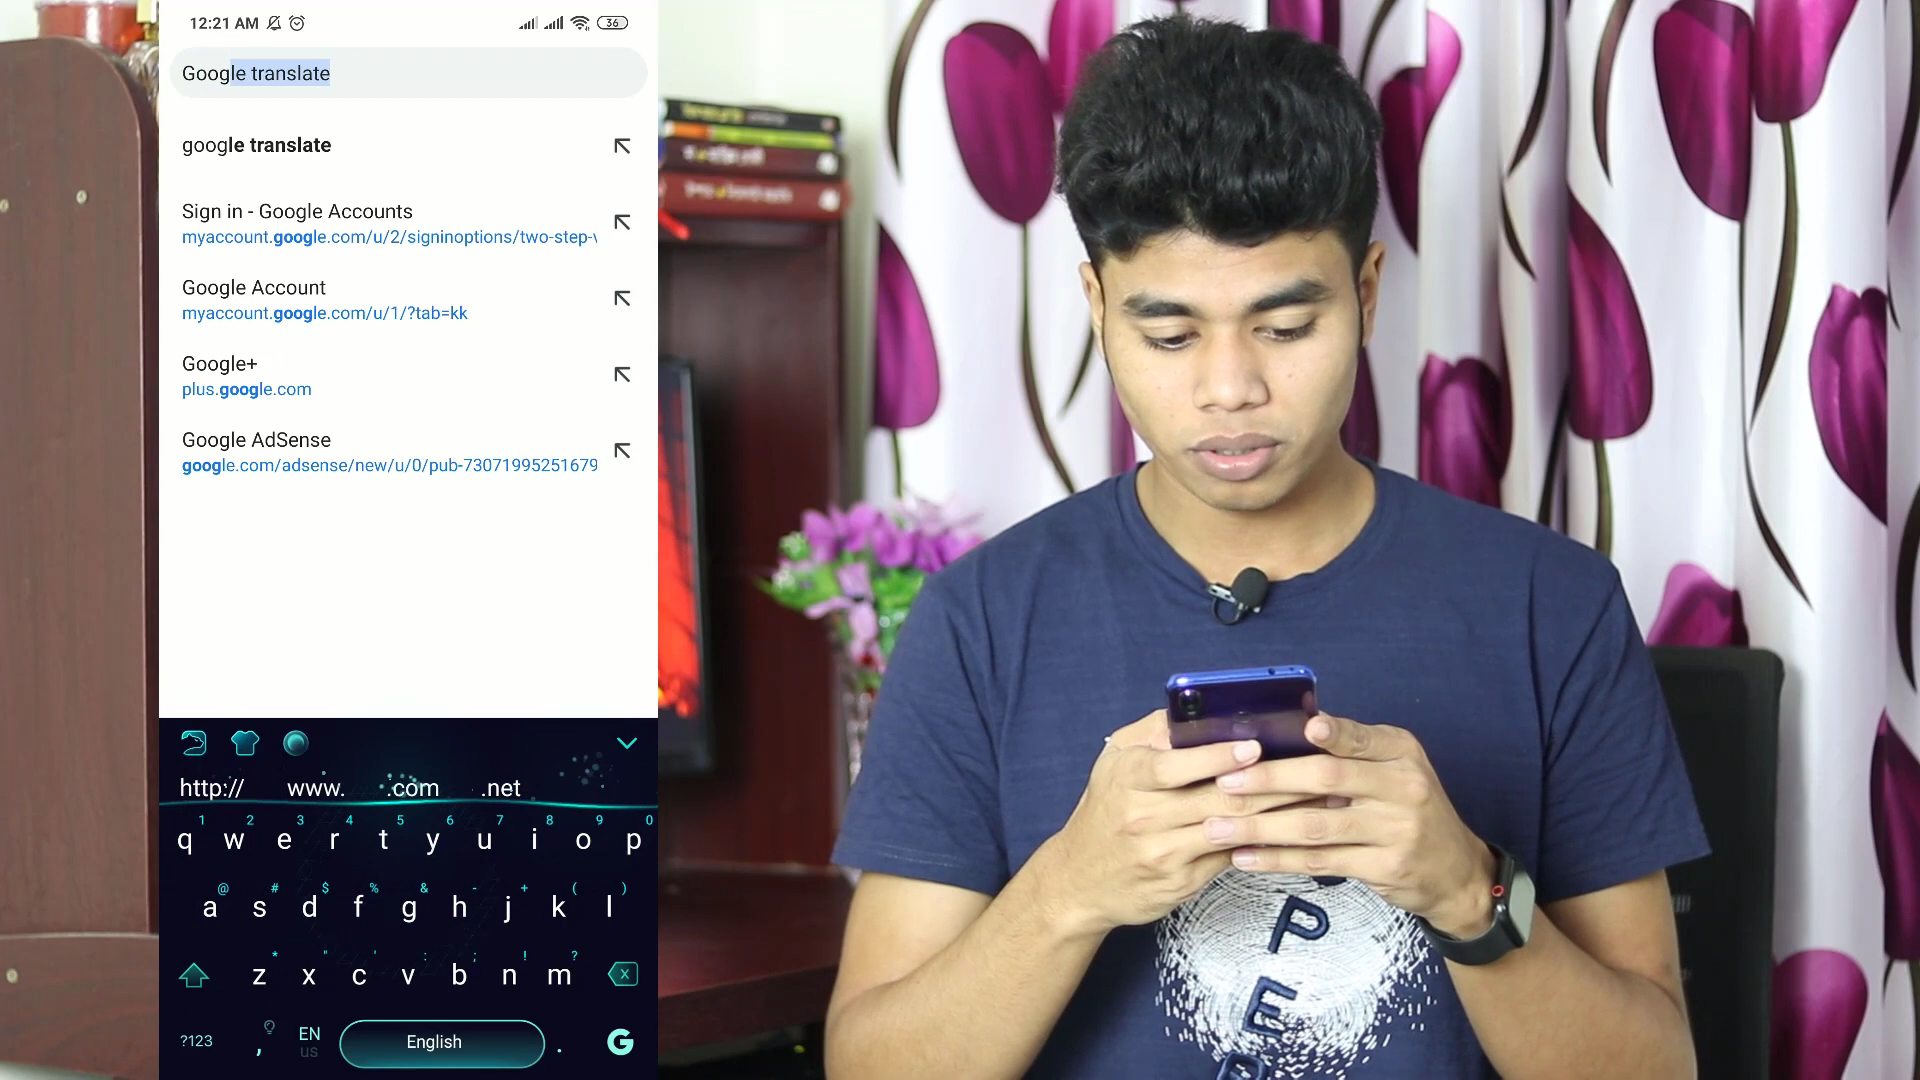 12:21 AM 36
Google translate
google translate
Sign in - Google Accounts
myaccount.google.com/u/2/signinoptions/two-step-v
Google Account
myaccount.google.com/u/1/?tab=kk
Google+
plus.google.com
Google AdSense
google.com/adsense/new/u/0/pub-73071995251679
http:// www. .com .net
1 2 3 4 5 6 7 8 9 0
q w e r t y u i o p
@ # $ % & - + ( )
a s d f g h j k l
* " ' : ; ! ?
z x c v b n m
?123 , EN us English . G
P
E